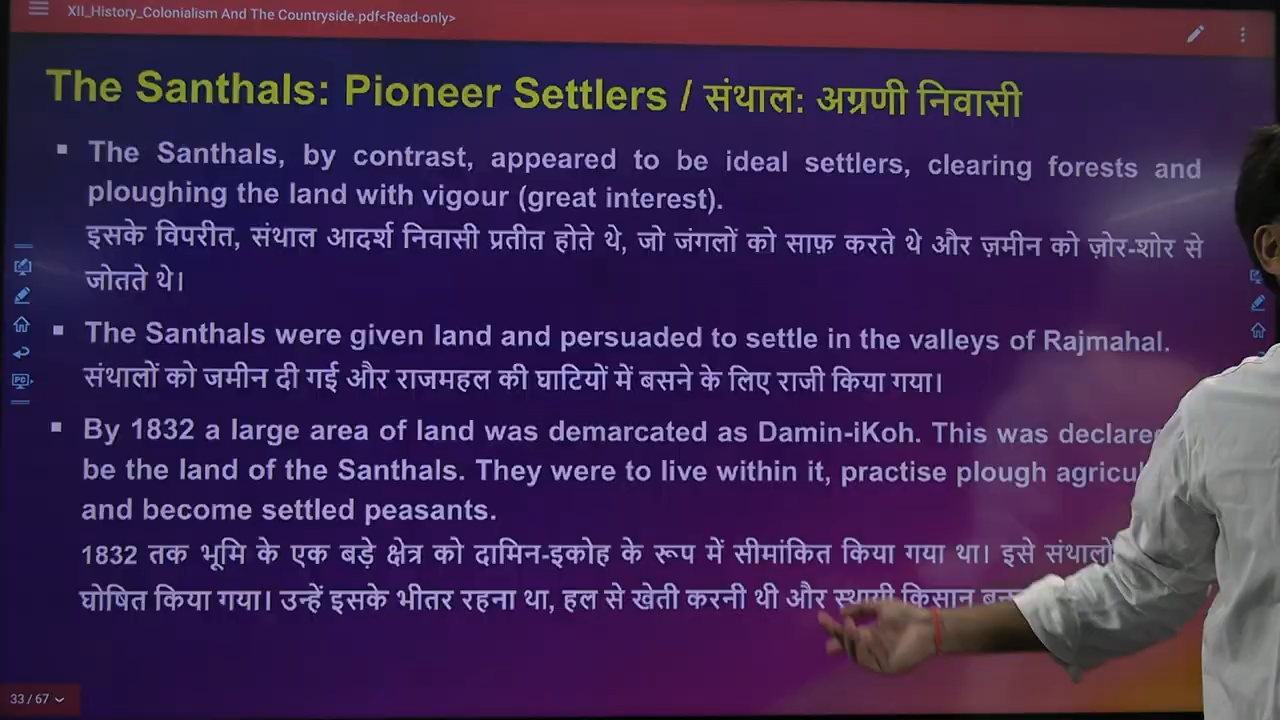 XII_History_Colonialism And The Countryside.pdf<Read-only>
The Santhals: Pioneer Settlers / संथाल: अग्रणी निवासी
▪ The Santhals, by contrast, appeared to be ideal settlers, clearing forests and
ploughing the land with vigour (great interest).
इसके विपरीत, संथाल आदर्श निवासी प्रतीत होते थे, जो जंगलों को साफ़ करते थे और ज़मीन को ज़ोर-शोर से
जोतते थे।
▪ The Santhals were given land and persuaded to settle in the valleys of Rajmahal.
संथालों को जमीन दी गई और राजमहल की घाटियों में बसने के लिए राजी किया गया।
▪ By 1832 a large area of land was demarcated as Damin-iKoh. This was declare
be the land of the Santhals. They were to live within it, practise plough agricu
and become settled peasants.
1832 तक भूमि के एक बड़े क्षेत्र को दामिन-इकोह के रूप में सीमांकित किया गया था। इसे संथालों
घोषित किया गया। उन्हें इसके भीतर रहना था, हल से खेती करनी थी और स्थायी किसान
PC
33 / 67